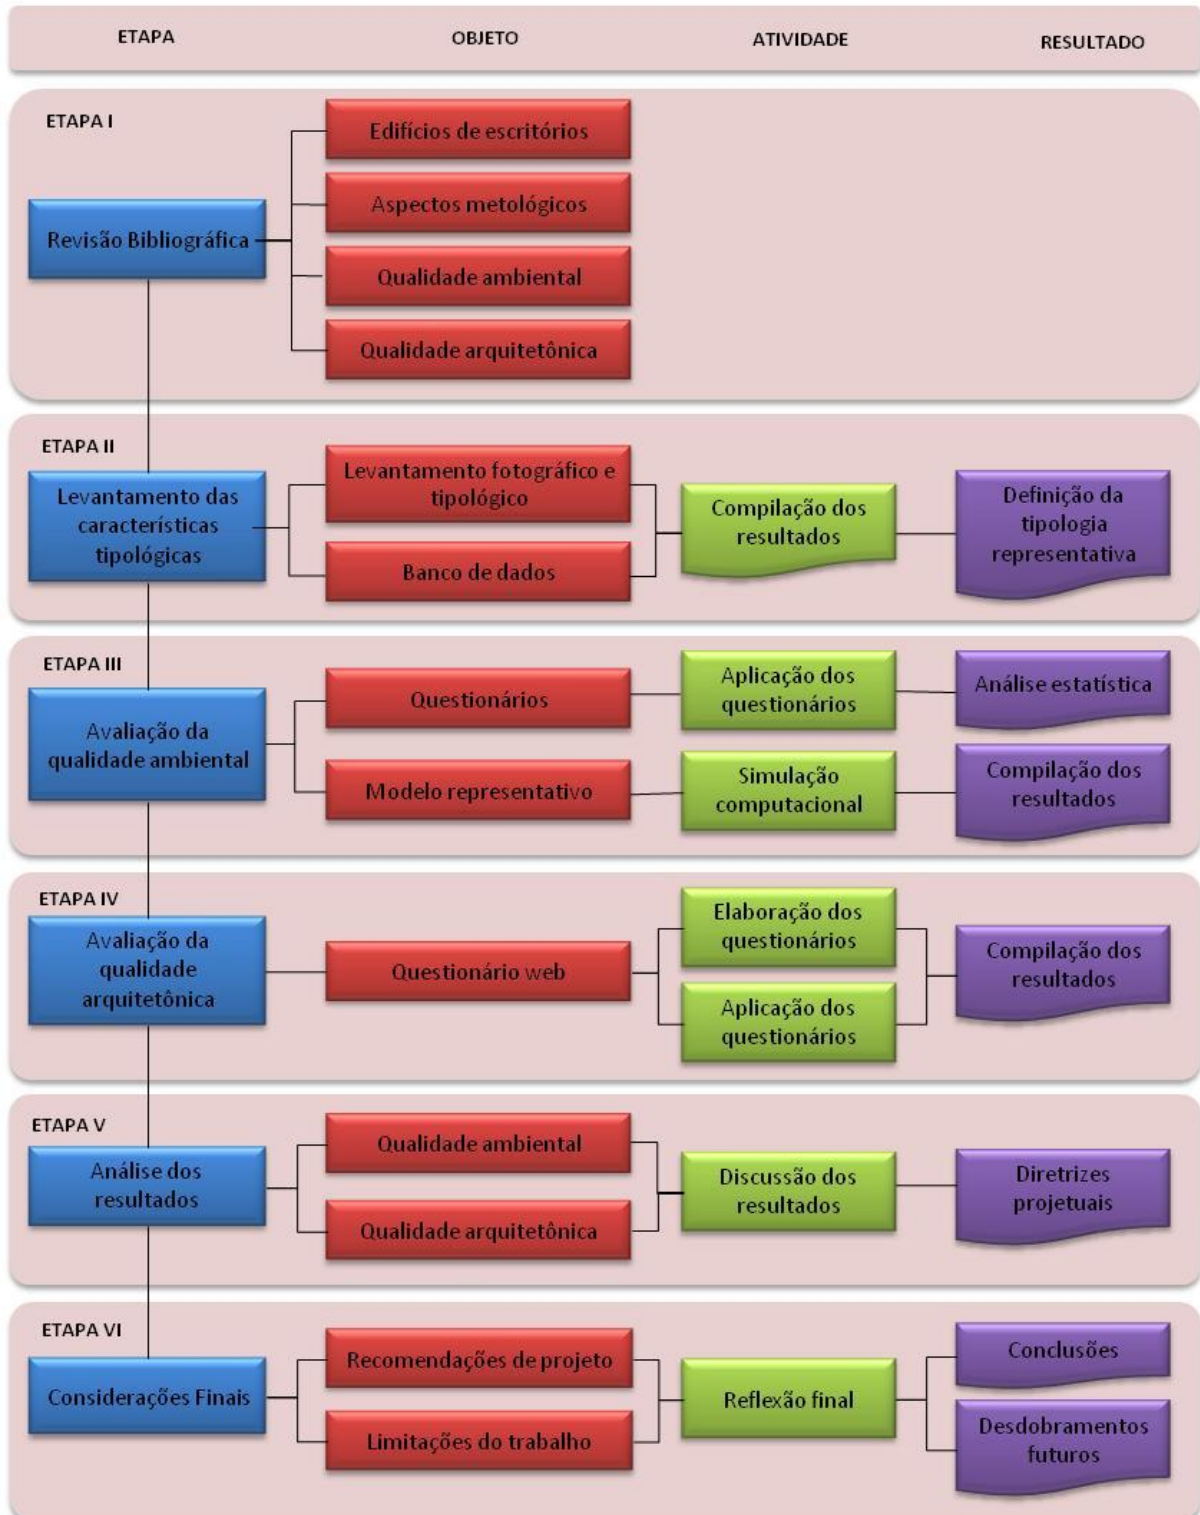 ETAPA
OBJETO
ATIVIDADE
RESULTADO
ETAPA I
Revisão Bibliográfica
Edifícios de escritórios
Aspectos metológicos
Qualidade ambiental
Qualidade arquitetônica
ETAPA II
Levantamento das
características
tipológicas
Levantamento fotográfico e
tipológico
Banco de dados
Compilação dos
resultados
Definição da
tipologia
representativa
ETAPA III
Avaliação da
qualidade ambiental
Questionários
Modelo representativo
Aplicação dos
questionários
Simulação
computacional
Análise estatística
Compilação dos
resultados
ETAPA IV
Avaliação da
qualidade
arquitetônica
Questionário web
Elaboração dos
questionários
Aplicação dos
questionários
Compilação dos
resultados
ETAPA V
Análise dos
resultados
Qualidade ambiental
Qualidade arquitetônica
Discussão dos
resultados
Diretrizes
projetuais
ETAPA VI
Considerações Finais
Recomendações de projeto
Limitações do trabalho
Reflexão final
Conclusões
Desdobramentos
futuros